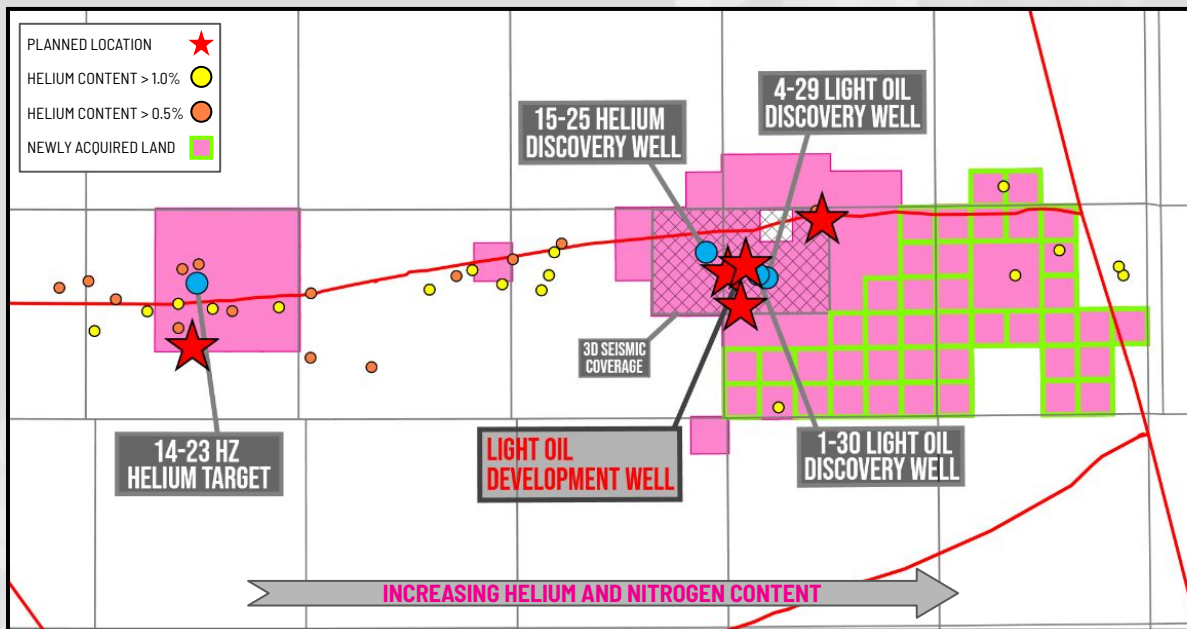 PLANNED LOCATION
HELIUM CONTENT > 1.0%
HELIUM CONTENT > 0.5%
NEWLY ACQUIRED LAND
4-29 LIGHT OIL
DISCOVERY WELL
15-25 HELIUM
DISCOVERY WELL
3D SEISMIC
COVERAGE
14-23 HZ
HELIUM TARGET
LIGHT OIL
DEVELOPMENT WELL
1-30 LIGHT OIL
DISCOVERY WELL
INCREASING HELIUM AND NITROGEN CONTENT